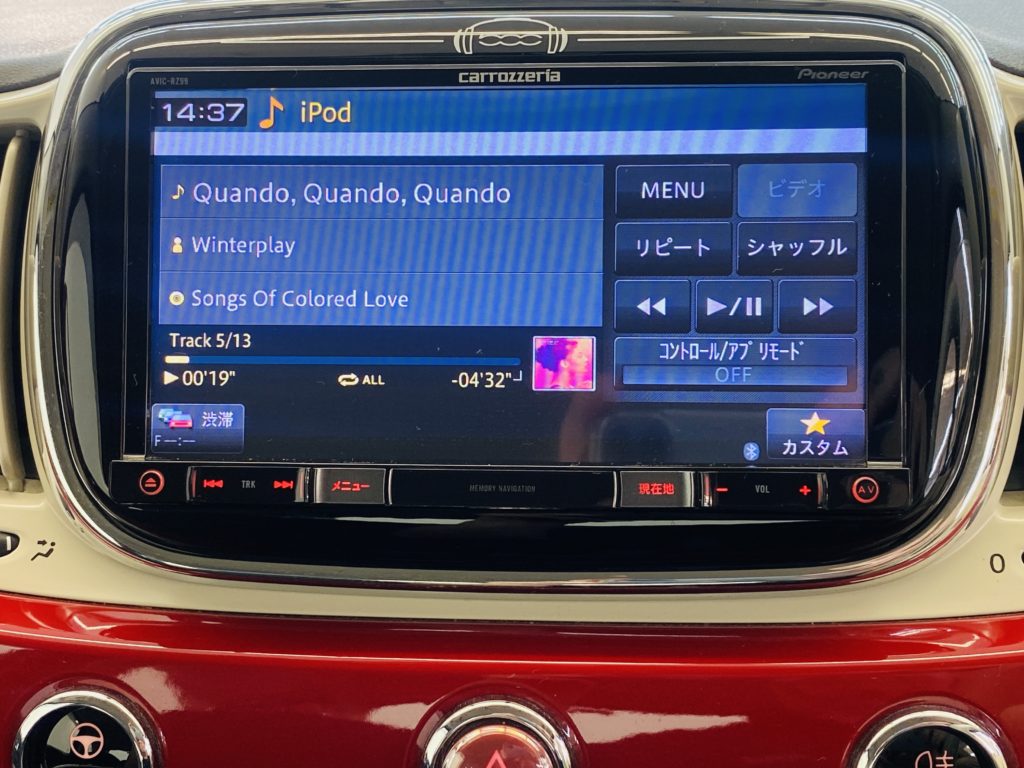 AVIC-RZ99
carrozzeria
Pioneer
14:37
iPod
Quando, Quando, Quando
Winterplay
Songs Of Colored Love
Track 5/13
00'19"
ALL
-04'32"
MENU
ビデオ
リピート
シャッフル
コントロール/アプリモード
OFF
渋滞
F --:--
カスタム
TRK
メニュー
MEMORY NAVIGATION
現在地
VOL
AV
0